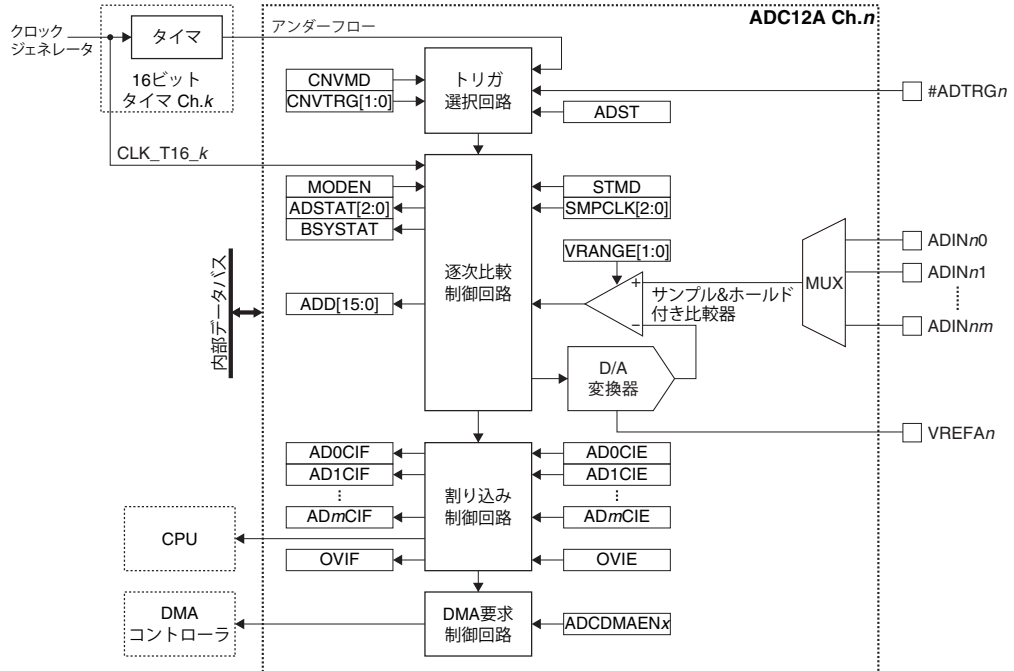 ADC12A Ch.n
クロック
ジェネレータ
タイマ
アンダーフロー
16ビット
タイマ Ch.k
CNVMD
CNVTRG[1:0]
トリガ
選択回路
#ADTRGn
ADST
CLK_T16_k
MODEN
ADSTAT[2:0]
BSYSTAT
STMD
SMPCLK[2:0]
VRANGE[1:0]
逐次比較
制御回路
ADD[15:0]
+
−
サンプル&ホールド
付き比較器
MUX
ADINn0
ADINn1
ADINnm
内部データバス
D/A
変換器
VREFAn
AD0CIF
AD1CIF
ADmCIF
OVIF
割り込み
制御回路
AD0CIE
AD1CIE
ADmCIE
OVIE
CPU
DMA
コントローラ
DMA要求
制御回路
ADCDMAENx